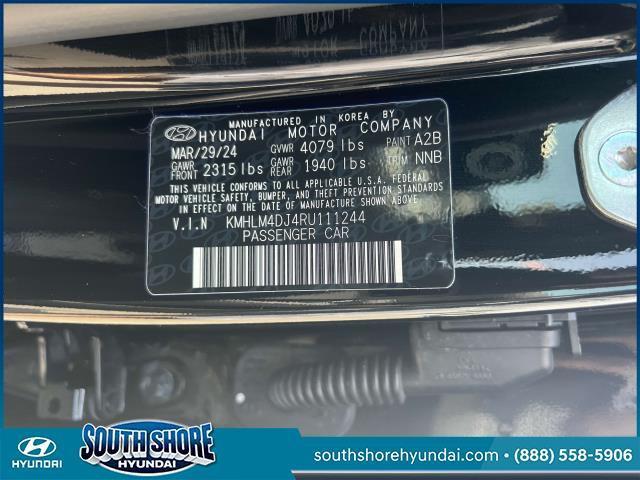 MANUFACTURED IN KOREA BY
HYUNDAI MOTOR COMPANY
MAR/29/24 GVWR 4079 lbs PAINT A2B
GAWR FRONT 2315 lbs GAWR REAR 1940 lbs TRIM NNB
THIS VEHICLE CONFORMS TO ALL APPLICABLE U.S.A. FEDERAL
MOTOR VEHICLE SAFETY, BUMPER, AND THEFT PREVENTION STANDARDS
IN EFFECT ON THE DATE OF MANUFACTURE SHOWN ABOVE.
V.I.N KMHLM4DJ4RU111244
PASSENGER CAR
HYUNDAI
SOUTH SHORE
HYUNDAI
southshorehyundai.com • (888) 558-5906